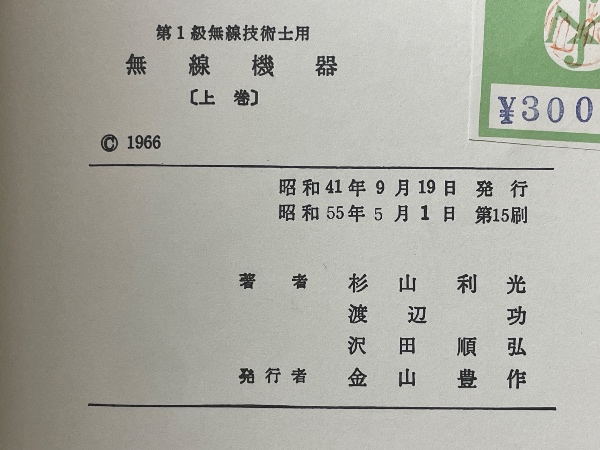 第1級無線技術士用
無線機器
〔上巻〕
¥300
© 1966
昭和41年9月19日 発行
昭和55年5月1日 第15刷
著者 杉山利光
渡辺功
沢田順弘
発行者 金山豊作